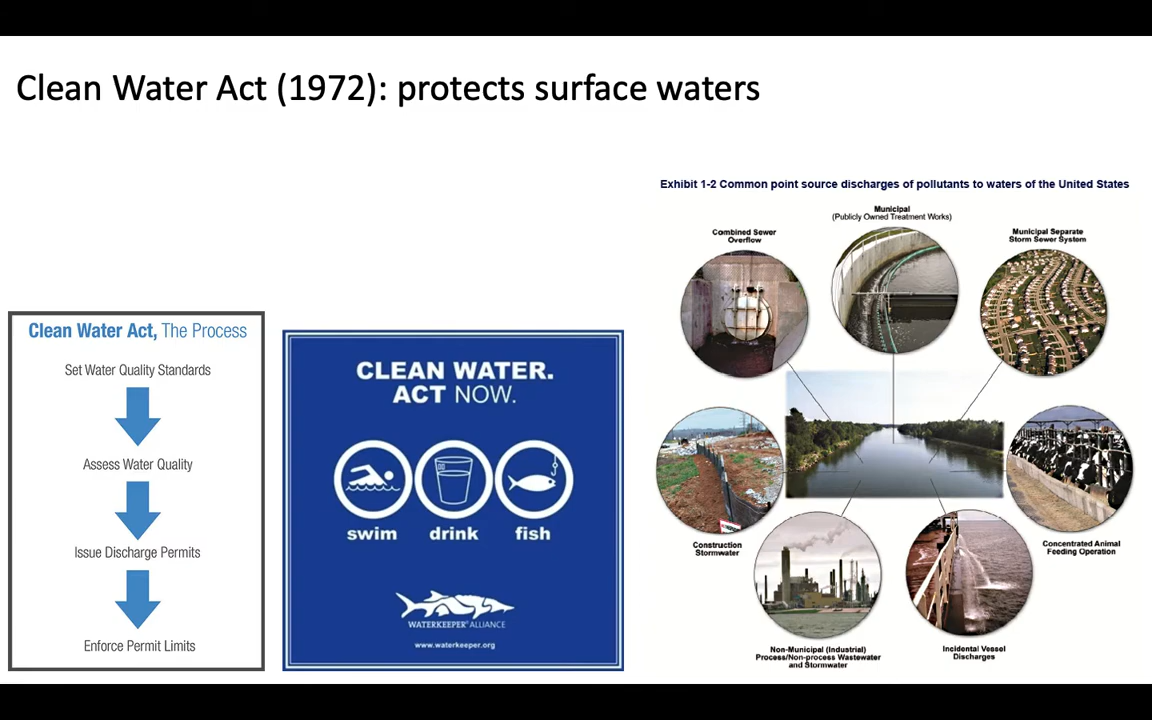 Clean Water Act (1972): protects surface waters
Clean Water Act, The Process
Set Water Quality Standards
Assess Water Quality
Issue Discharge Permits
Enforce Permit Limits
CLEAN WATER.
ACT NOW.
swim drink fish
WATERKEEPER® ALLIANCE
www.waterkeeper.org
Exhibit 1-2 Common point source discharges of pollutants to waters of the United States
Municipal
(Publicly Owned Treatment Works)
Combined Sewer
Overflow
Municipal Separate
Storm Sewer System
Construction
Stormwater
Concentrated Animal
Feeding Operation
Non-Municipal (Industrial)
Process/Non-process Wastewater
and Stormwater
Incidental Vessel
Discharges